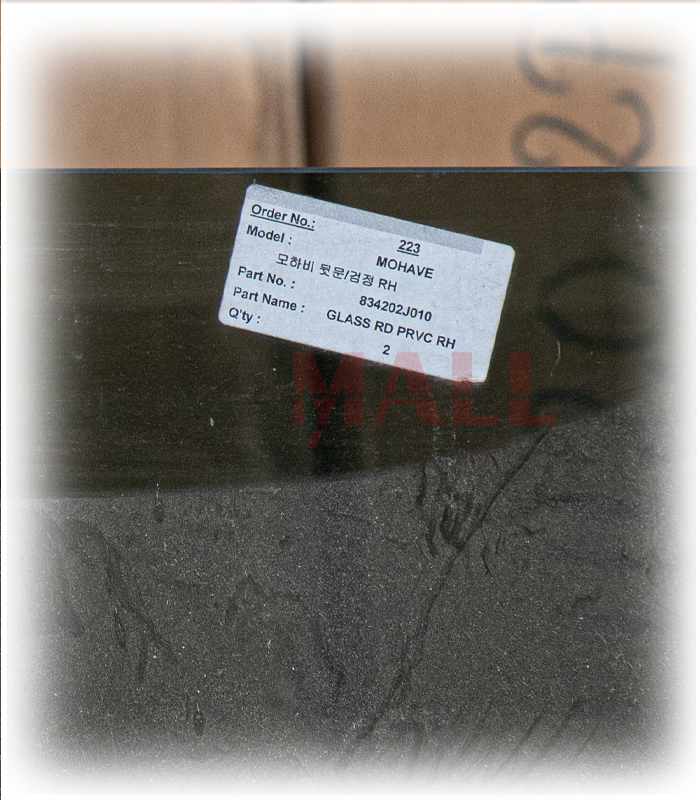 Order No.: 223
Model : MOHAVE
모하비 뒷문/검정 RH
Part No. : 834202J010
Part Name : GLASS RD PRVC RH
Q'ty : 2
MALL